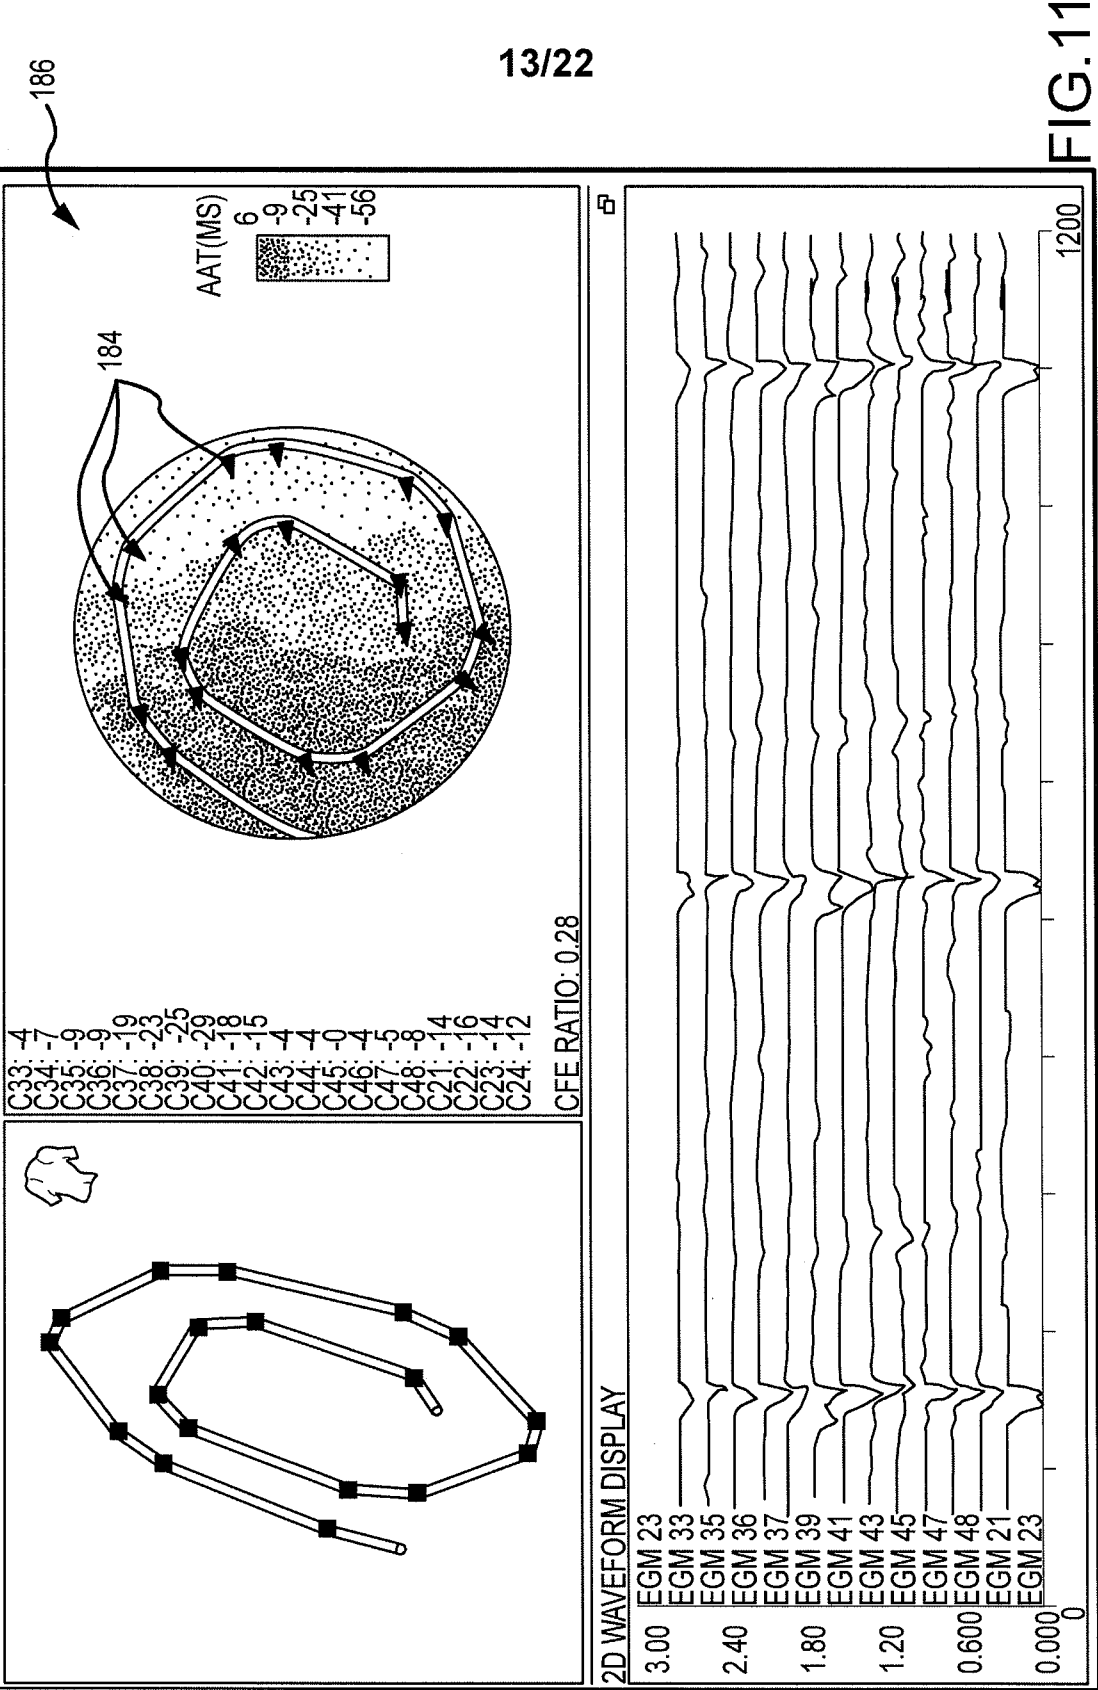 13/22
186
184
AAT(MS)
6
-9
-25
-41
-56
C33: -4
C34: -7
C35: -9
C36: -9
C37: -19
C38: -23
C39: -25
C40: -29
C41: -18
C42: -15
C43: -4
C44: -4
C45: -0
C46: -4
C47: -5
C48: -8
C21: -14
C22: -16
C23: -14
C24: -12
CFE RATIO: 0.28
2D WAVEFORM DISPLAY
3.00
2.40
1.80
1.20
0.600
0.000
EGM 23
EGM 33
EGM 35
EGM 36
EGM 37
EGM 39
EGM 41
EGM 43
EGM 45
EGM 47
EGM 48
EGM 21
EGM 23
0
1200
FIG.11